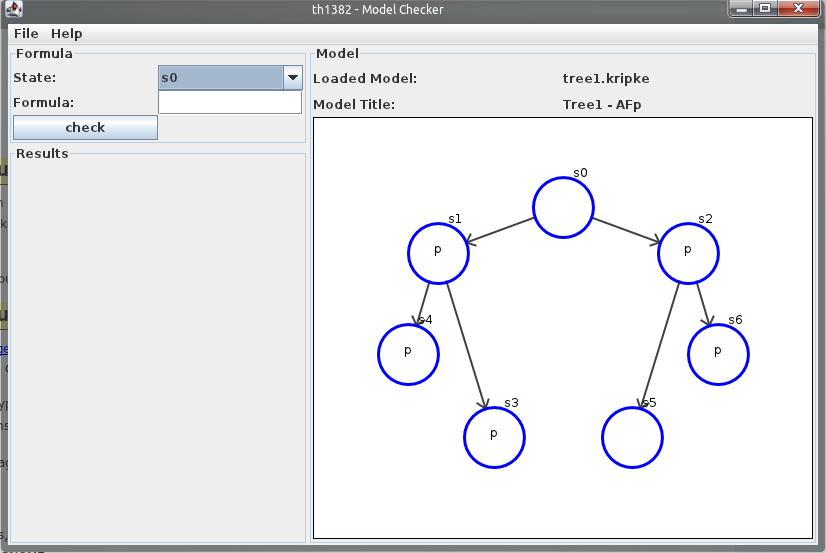 th1382 - Model Checker
File Help
Formula
State: s0
Formula:
check
Results
Model
Loaded Model: tree1.kripke
Model Title: Tree1 - AFp
s0
s1
s2
p
p
s4
s6
p
p
s3
s5
p